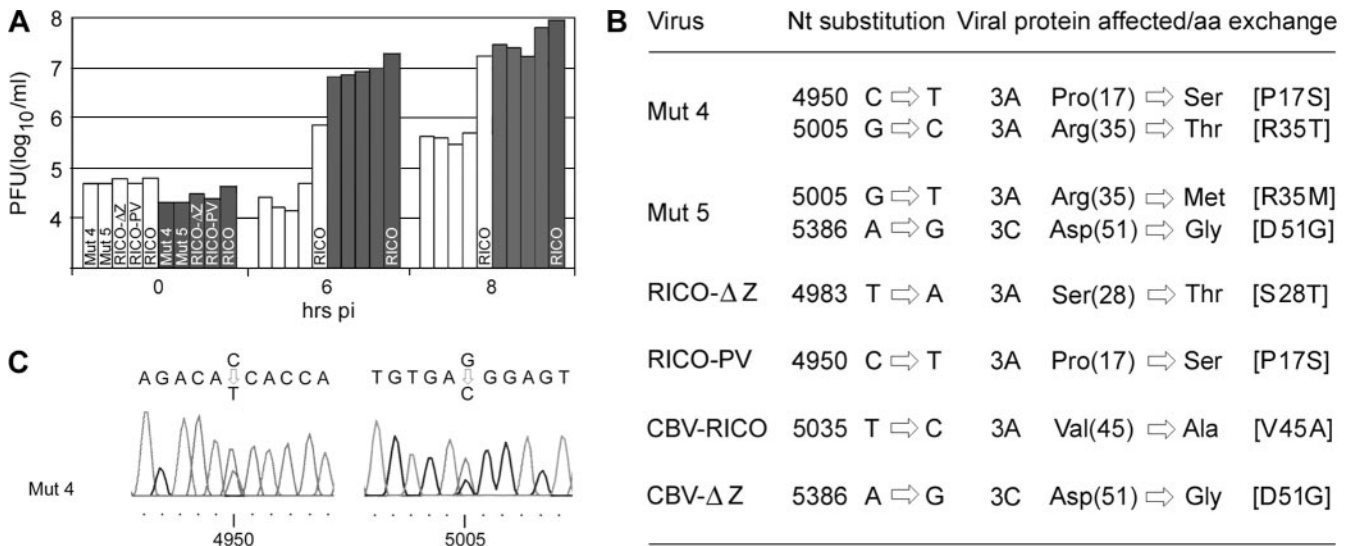 A
PFU(log10/ml)
8
7
6
5
4
Mut 4
Mut 5
RICO-ΔZ
RICO-PV
RICO
Mut 4
Mut 5
RICO-ΔZ
RICO-PV
RICO
RICO
RICO
RICO
RICO
0 6 8
hrs pi
B
Virus Nt substitution Viral protein affected/aa exchange
Mut 4 4950 C ⇨ T 3A Pro(17) ⇨ Ser [P17S]
5005 G ⇨ C 3A Arg(35) ⇨ Thr [R35T]
Mut 5 5005 G ⇨ T 3A Arg(35) ⇨ Met [R35M]
5386 A ⇨ G 3C Asp(51) ⇨ Gly [D51G]
RICO-Δ Z 4983 T ⇨ A 3A Ser(28) ⇨ Thr [S28T]
RICO-PV 4950 C ⇨ T 3A Pro(17) ⇨ Ser [P17S]
CBV-RICO 5035 T ⇨ C 3A Val(45) ⇨ Ala [V45A]
CBV-Δ Z 5386 A ⇨ G 3C Asp(51) ⇨ Gly [D51G]
C
C
AGACA⇩CACCA
T
G
TGTGA⇩GGAGT
C
Mut 4
4950 5005